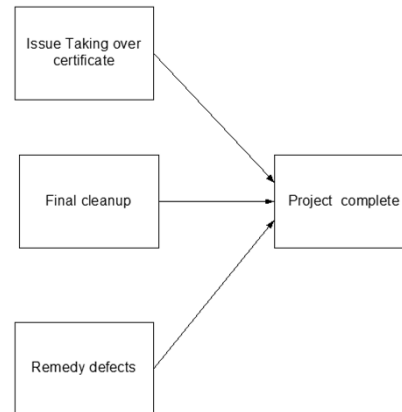 Issue Taking over
certificate
Final cleanup
Project complete
Remedy defects